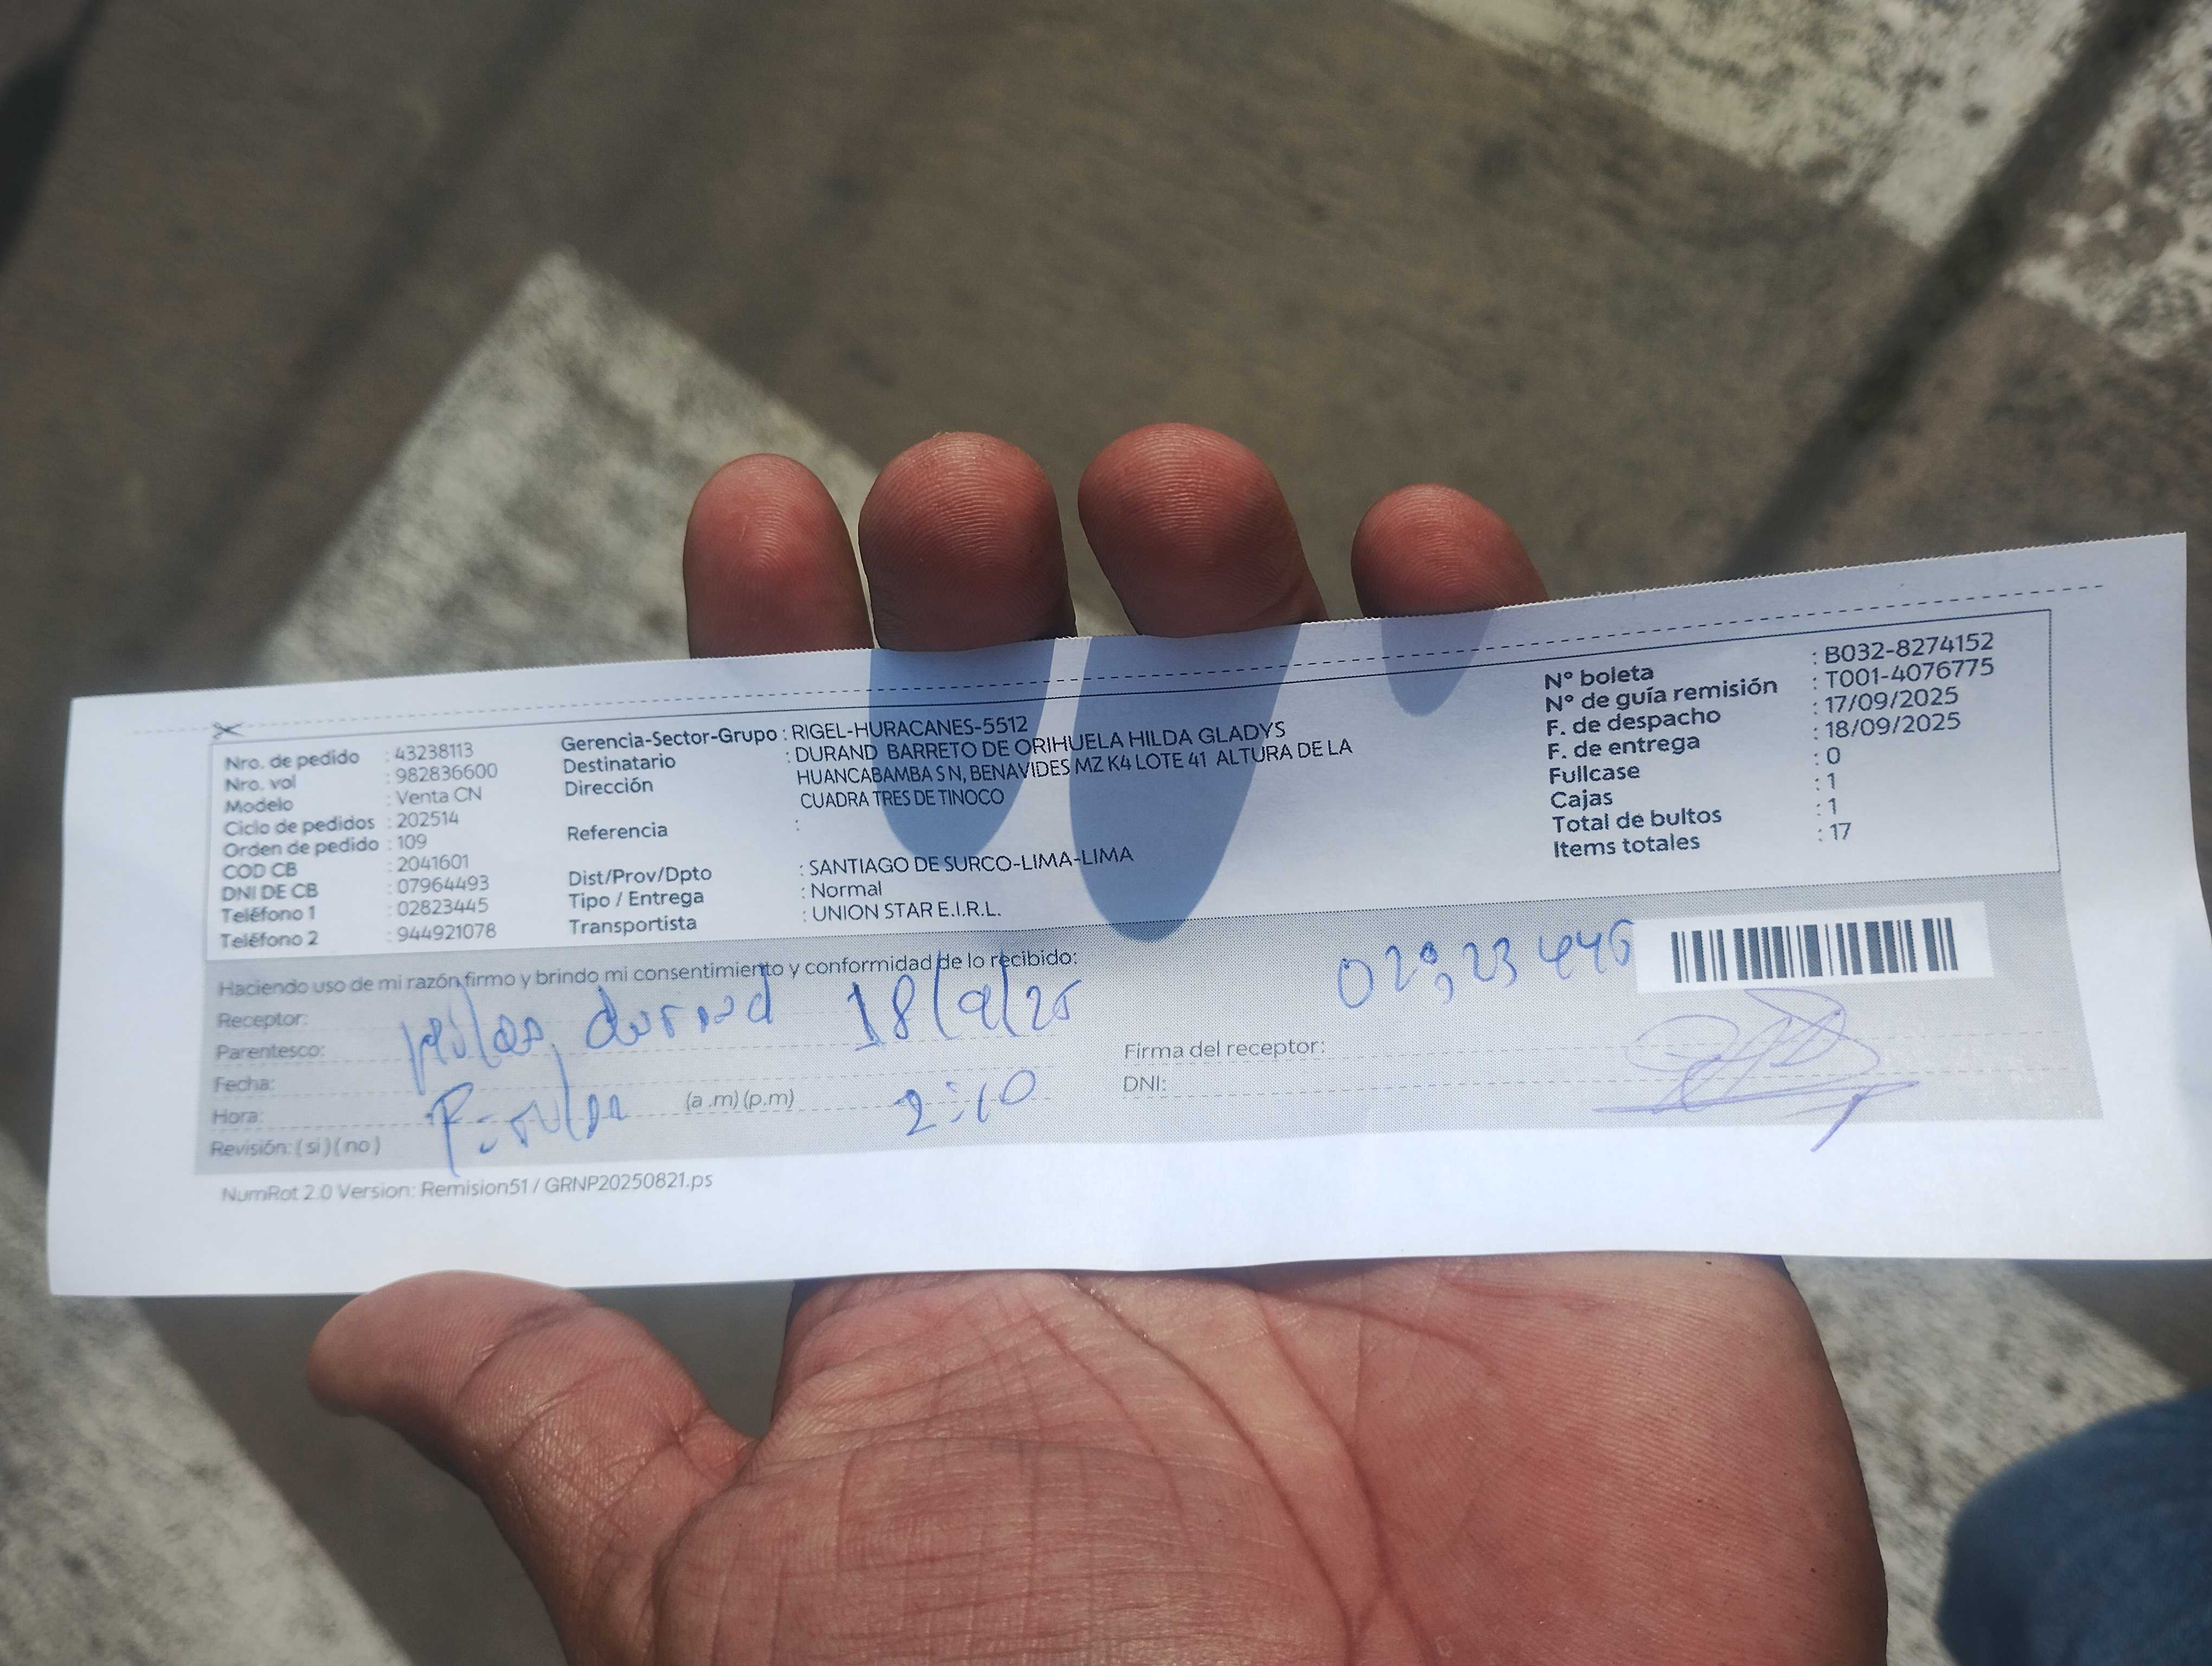 Nro. de pedido : 43238113
Nro. vol : 982836600
Modelo : Venta CN
Ciclo de pedidos : 202514
Orden de pedido : 109
COD CB : 2041601
DNI DE CB : 07964493
Teléfono 1 : 02823445
Teléfono 2 : 944921078
Gerencia-Sector-Grupo : RIGEL-HURACANES-5512
Destinatario : DURAND BARRETO DE ORIHUELA HILDA GLADYS
Dirección HUANCABAMBA S N, BENAVIDES MZ K4 LOTE 41 ALTURA DE LA
CUADRA TRES DE TINOCO
Referencia :
Dist/Prov/Dpto : SANTIAGO DE SURCO-LIMA-LIMA
Tipo / Entrega : Normal
Transportista : UNION STAR E.I.R.L.
Nº boleta : B032-8274152
Nº de guía remisión : T001-4076775
F. de despacho : 17/09/2025
F. de entrega : 18/09/2025
Fullcase : 0
Cajas : 1
Total de bultos : 1
Items totales : 17
Haciendo uso de mi razón firmo y brindo mi consentimiento y conformidad de lo recibido:
Receptor:
Parentesco:
Fecha:
Hora: (a .m) (p.m)
Revisión: ( si ) ( no )
18/9/25
2:10
Firma del receptor:
DNI:
NumRot 2.0 Version: Remision51 / GRNP20250821.ps